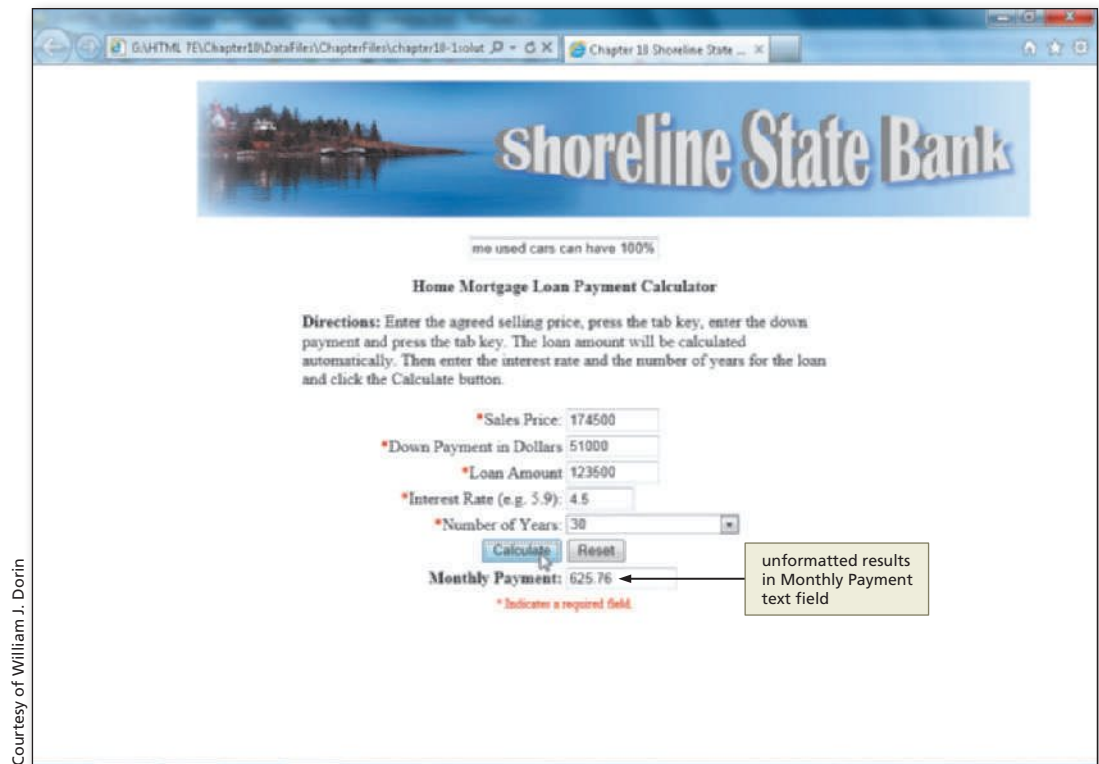 G:\HTML 7E\Chapter10\DataFiles\ChapterFiles\chapter10-1solut
Chapter 10 Shoreline State ...
Shoreline State Bank
me used cars can have 100%
Home Mortgage Loan Payment Calculator
Directions: Enter the agreed selling price, press the tab key, enter the down
payment and press the tab key. The loan amount will be calculated
automatically. Then enter the interest rate and the number of years for the loan
and click the Calculate button.
*Sales Price: 174500
*Down Payment in Dollars 51000
*Loan Amount 123500
*Interest Rate (e.g. 5.9): 4.5
*Number of Years: 30
Calculate Reset
Monthly Payment: 625.76
* Indicates a required field.
unformatted results
in Monthly Payment
text field
Courtesy of William J. Dorin